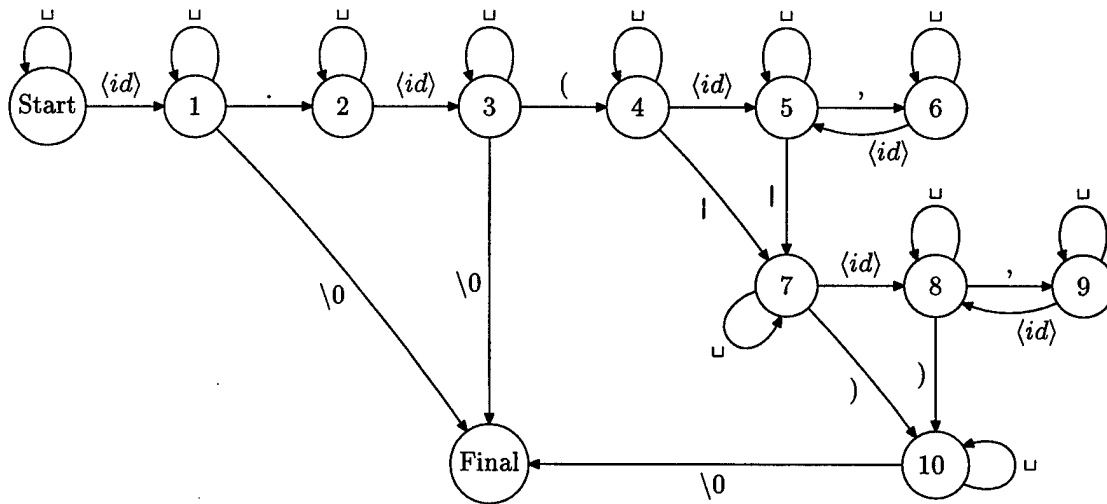 ␣ ␣ ␣ ␣ ␣ ␣ ␣
Start ⟨id⟩ 1 . 2 ⟨id⟩ 3 ( 4 ⟨id⟩ 5 , 6
⟨id⟩
| |
␣ ␣
\0 \0 7 ⟨id⟩ 8 , 9
⟨id⟩
␣
) )
Final \0 10 ␣